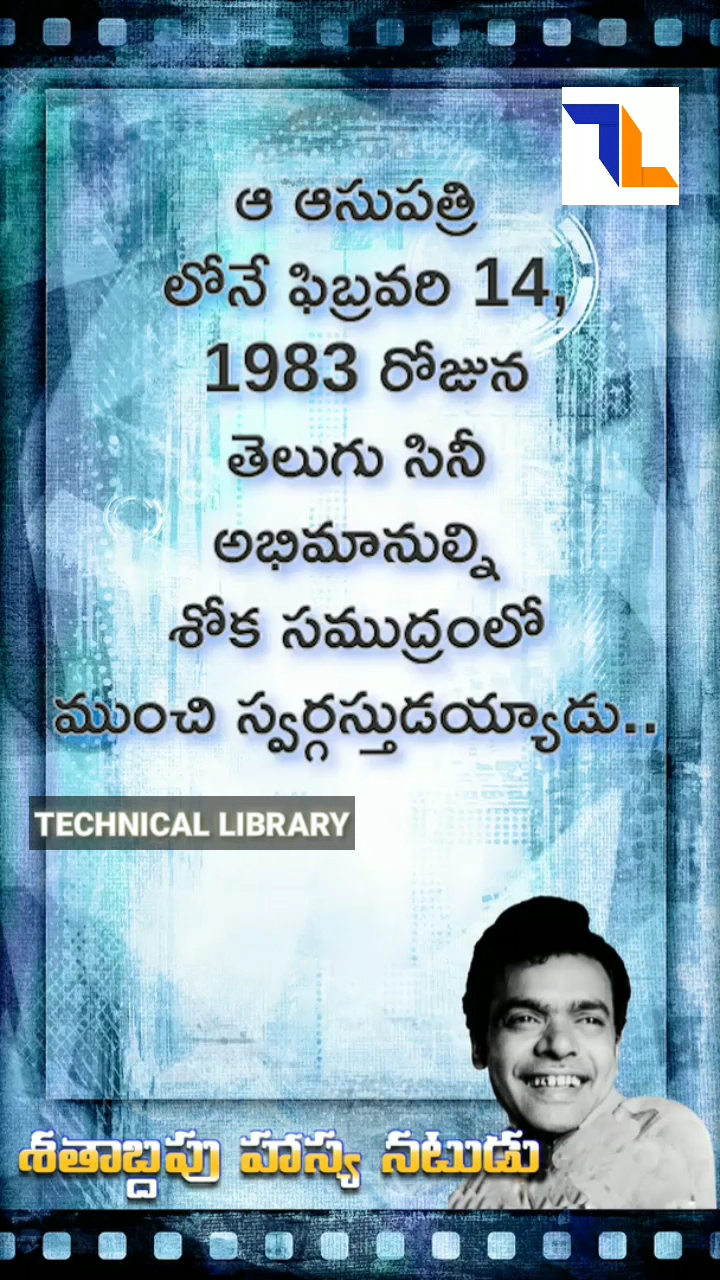 ఆ ఆసుపత్రి
లోనే ఫిబ్రవరి 14,
1983 రోజున
తెలుగు సినీ
అభిమానుల్ని
శోక సముద్రంలో
ముంచి స్వర్గస్తుడయ్యాడు..
TECHNICAL LIBRARY
శతాబ్దపు హాస్య నటుడు